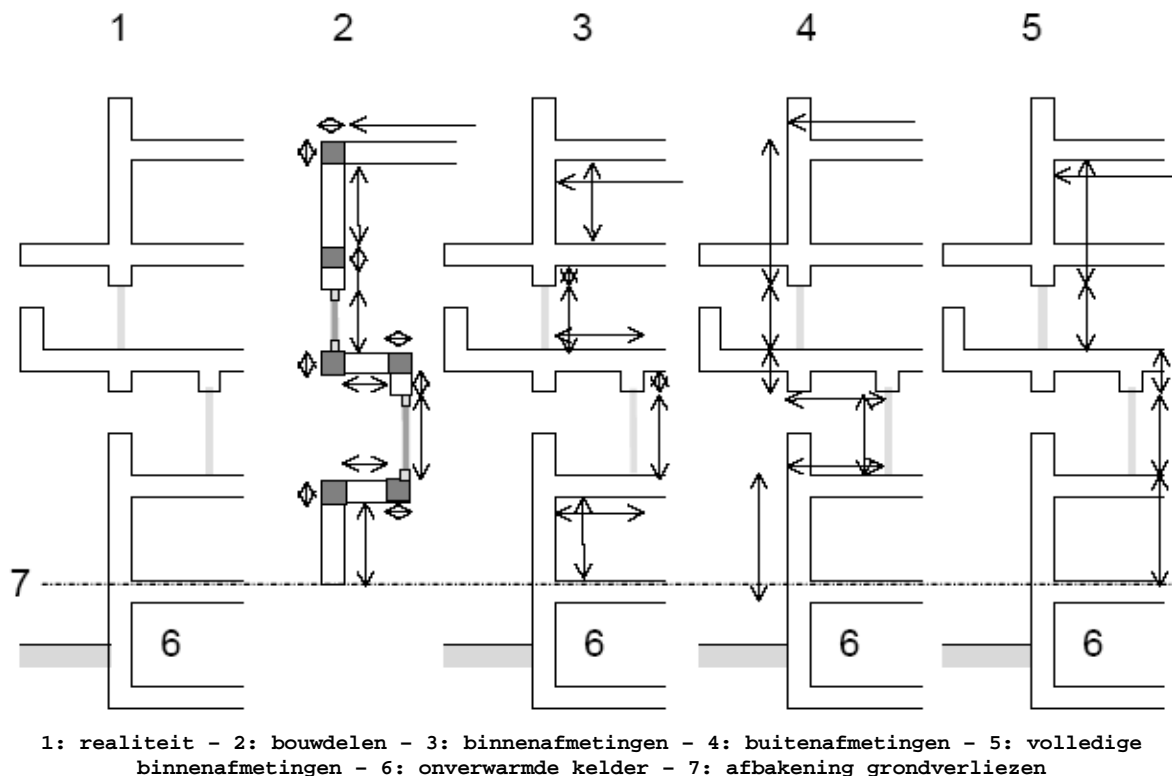 1 2 3 4 5
7
6 6 6 6
1: realiteit – 2: bouwdelen – 3: binnenafmetingen – 4: buitenafmetingen – 5: volledige
binnenafmetingen – 6: onverwarmde kelder – 7: afbakening grondverliezen